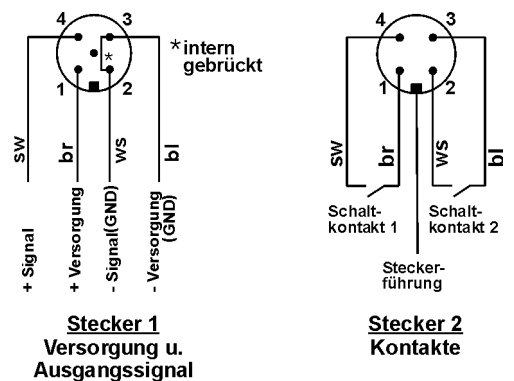 4 3
*
* intern
gebrückt
1 2
sw
br
ws
bl
+ Signal
+ Versorgung
- Signal(GND)
- Versorgung
(GND)
Stecker 1
Versorgung u.
Ausgangssignal
4 3
1 2
sw
br
ws
bl
Schalt-
kontakt 1
Schalt-
kontakt 2
Stecker-
führung
Stecker 2
Kontakte